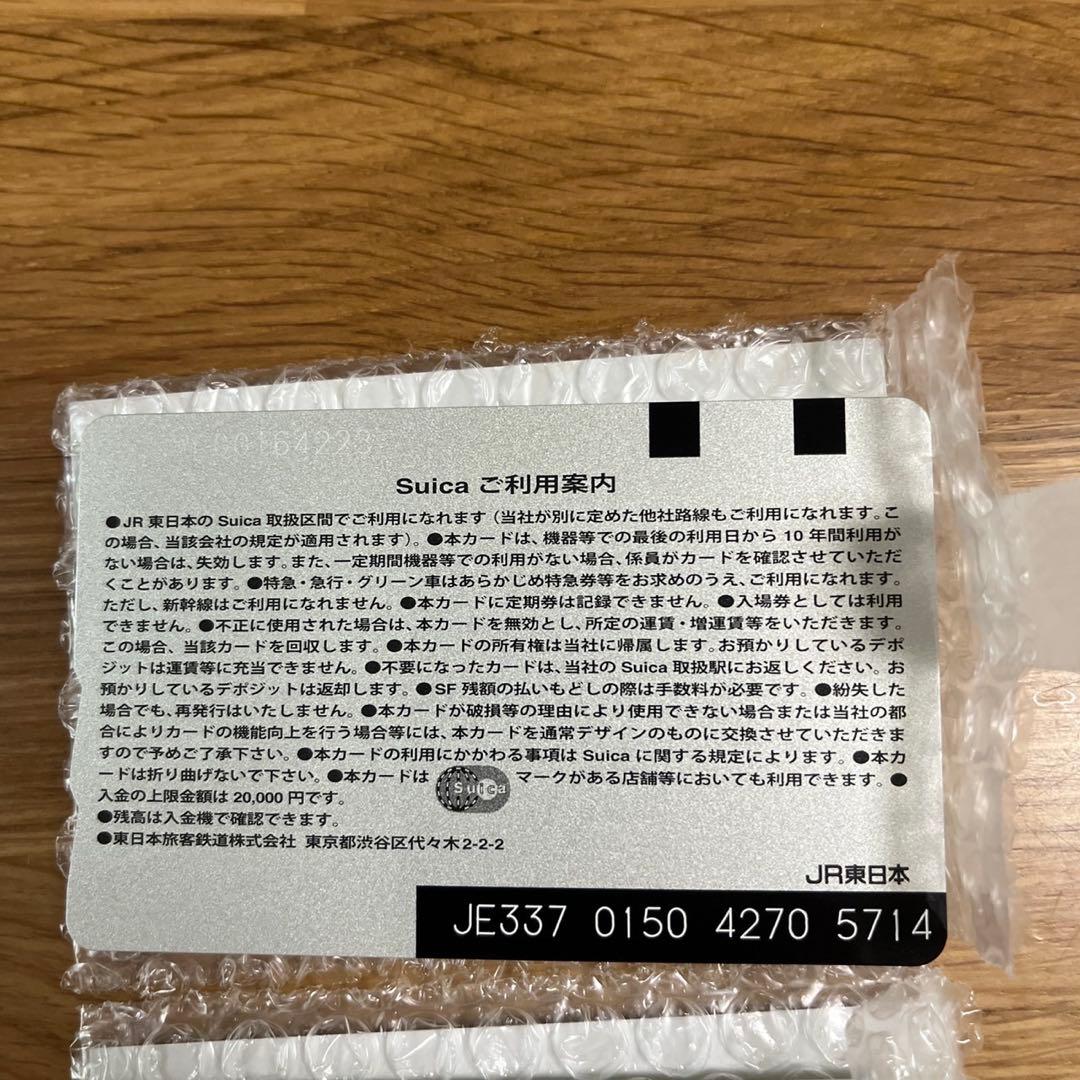 Suica ご利用案内
●JR 東日本の Suica 取扱区間でご利用になれます（当社が別に定めた他社路線もご利用になれます。こ
の場合、当該会社の規定が適用されます）。●本カードは、機器等での最後の利用日から 10 年間利用が
ない場合は、失効します。また、一定期間機器等での利用がない場合、係員がカードを確認させていただ
くことがあります。●特急・急行・グリーン車はあらかじめ特急券等をお求めのうえ、ご利用になれます。
ただし、新幹線はご利用になれません。●本カードに定期券は記録できません。●入場券としては利用
できません。●不正に使用された場合は、本カードを無効とし、所定の運賃・増運賃等をいただきます。
この場合、当該カードを回収します。●本カードの所有権は当社に帰属します。お預かりしているデポ
ジットは運賃等に充当できません。●不要になったカードは、当社の Suica 取扱駅にお返しください。お
預かりしているデポジットは返却します。●SF 残額の払いもどしの際は手数料が必要です。●紛失した
場合でも、再発行はいたしません。●本カードが破損等の理由により使用できない場合または当社の都
合によりカードの機能向上を行う場合等には、本カードを通常デザインのものに交換させていただきま
すので予めご了承下さい。●本カードの利用にかかわる事項は Suica に関する規定によります。●本カ
ードは折り曲げないで下さい。●本カードは Suica マークがある店舗等においても利用できます。●
入金の上限金額は 20,000 円です。
●残高は入金機で確認できます。
●東日本旅客鉄道株式会社 東京都渋谷区代々木2-2-2
JR東日本
JE337 0150 4270 5714